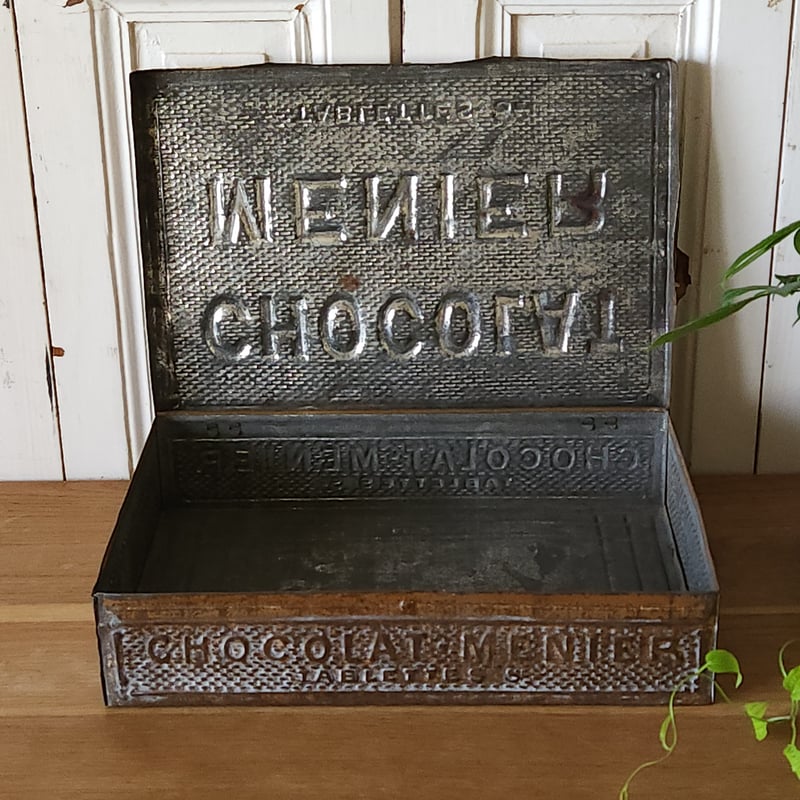 TABLETTES &
MENIER
CHOCOLAT
CHOCOLAT-MENIER
TABLETTES &
CHOCOLAT-MENIER
TABLETTES &